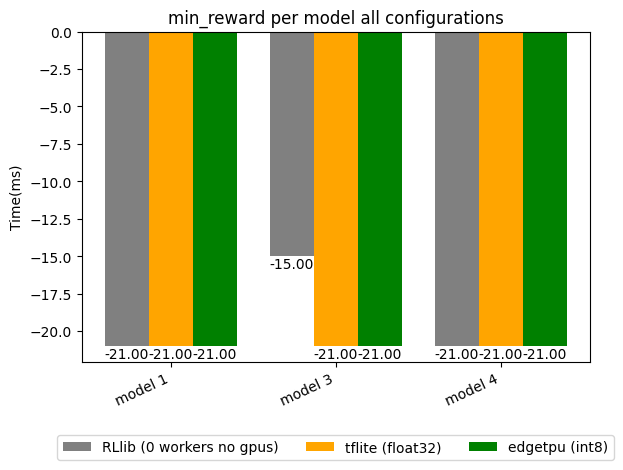 min_reward per model all configurations
Time(ms)
0.0
−2.5
−5.0
−7.5
−10.0
−12.5
−15.0
−17.5
−20.0
-15.00
-21.00 -21.00 -21.00 -21.00 -21.00 -21.00 -21.00 -21.00
model 1 model 3 model 4
RLlib (0 workers no gpus) tflite (float32) edgetpu (int8)